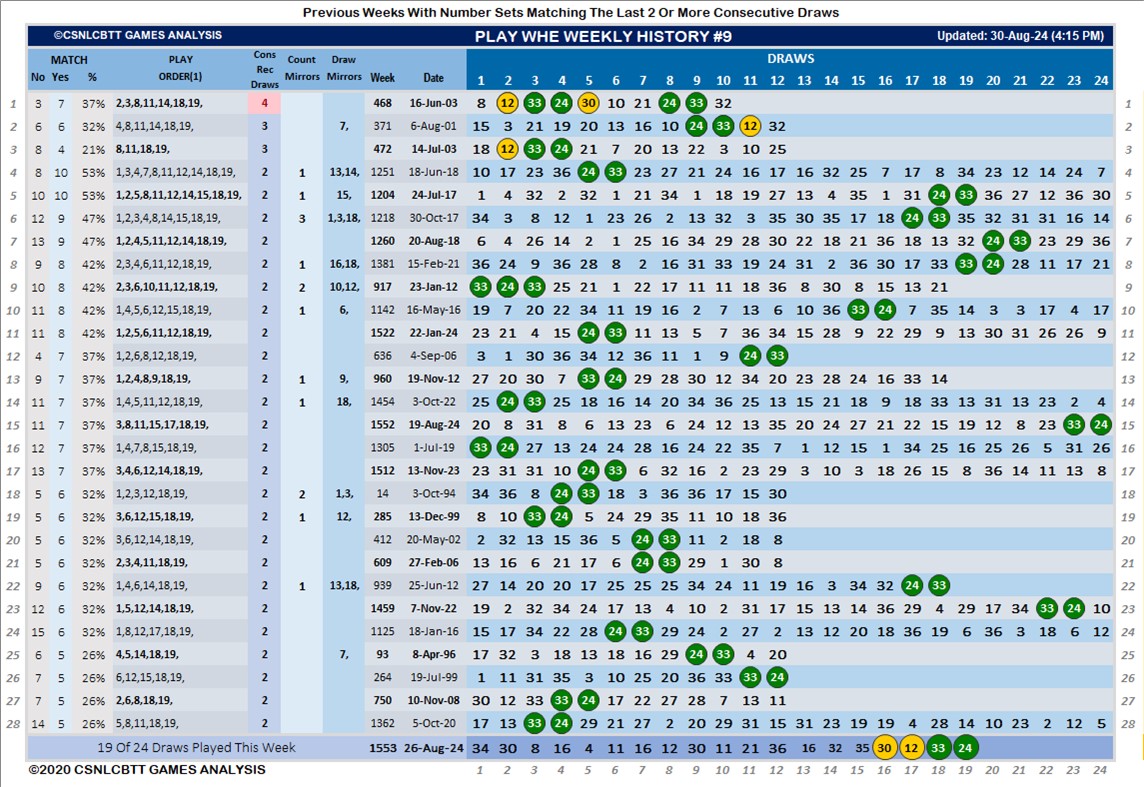 Previous Weeks With Number Sets Matching The Last 2 Or More Consecutive Draws
©CSNLCBTT GAMES ANALYSIS PLAY WHE WEEKLY HISTORY #9 Updated: 30-Aug-24 (4:15 PM)
MATCH PLAY Cons Count Draw DRAWS
No Yes % ORDER(1) Rec Draws Mirrors Mirrors Week Date 1 2 3 4 5 6 7 8 9 10 11 12 13 14 15 16 17 18 19 20 21 22 23 24
1 3 7 37% 2,3,8,11,14,18,19, 4 468 16-Jun-03 8 12 33 24 30 10 21 24 33 32 1
2 6 6 32% 4,8,11,14,18,19, 3 7, 371 6-Aug-01 15 3 21 19 20 13 16 10 24 33 12 32 2
3 8 4 21% 8,11,18,19, 3 472 14-Jul-03 18 12 33 24 21 7 20 13 22 3 10 25 3
4 8 10 53% 1,3,4,7,8,11,12,14,18,19, 2 1 13,14, 1251 18-Jun-18 10 17 23 36 24 33 23 27 21 24 16 17 16 32 25 7 17 8 34 23 12 14 24 7 4
5 10 10 53% 1,2,5,8,11,12,14,15,18,19, 2 1 15, 1204 24-Jul-17 1 4 32 2 32 1 21 34 1 18 19 27 13 4 35 1 31 24 33 36 27 12 36 30 5
6 12 9 47% 1,2,3,4,8,14,15,18,19, 2 3 1,3,18, 1218 30-Oct-17 34 3 8 12 1 23 26 2 13 32 3 35 30 35 17 18 24 33 35 32 31 31 16 14 6
7 13 9 47% 1,2,4,5,11,12,14,18,19, 2 1260 20-Aug-18 6 4 26 14 2 1 25 16 34 29 28 30 22 18 21 36 18 13 32 24 33 23 29 36 7
8 9 8 42% 2,3,4,6,11,12,18,19, 2 1 16,18, 1381 15-Feb-21 36 24 9 36 28 8 2 16 31 33 19 24 31 2 36 30 17 33 33 24 28 11 17 21 8
9 10 8 42% 2,3,6,10,11,12,18,19, 2 2 10,12, 917 23-Jan-12 33 24 33 25 21 1 22 17 11 11 18 36 8 30 8 15 13 21 9
10 11 8 42% 1,4,5,6,12,15,18,19, 2 1 6, 1142 16-May-16 19 7 20 22 34 11 19 16 2 7 13 6 10 36 33 24 7 35 14 3 3 17 4 17 10
11 11 8 42% 1,2,5,6,11,12,18,19, 2 1522 22-Jan-24 23 21 4 15 24 33 11 13 5 7 36 34 15 28 9 22 29 9 13 30 31 26 26 9 11
12 4 7 37% 1,2,6,8,12,18,19, 2 636 4-Sep-06 3 1 30 36 34 12 36 11 1 9 24 33 12
13 9 7 37% 1,2,4,8,9,18,19, 2 1 9, 960 19-Nov-12 27 20 30 7 33 24 29 28 30 12 34 20 23 28 24 16 33 14 13
14 11 7 37% 1,4,5,11,12,18,19, 2 1 18, 1454 3-Oct-22 25 24 33 25 18 16 14 20 34 36 25 13 15 21 18 9 18 33 13 31 13 23 2 4 14
15 11 7 37% 3,8,11,15,17,18,19, 2 1552 19-Aug-24 20 8 31 8 6 13 23 6 24 12 13 35 20 24 27 21 22 15 19 12 8 23 33 24 15
16 12 7 37% 1,4,7,8,15,18,19, 2 1305 1-Jul-19 33 24 27 13 24 24 28 16 24 22 35 7 1 12 15 1 34 25 16 25 26 5 31 26 16
17 13 7 37% 3,4,6,12,14,18,19, 2 1512 13-Nov-23 23 31 31 10 24 33 6 32 16 2 23 29 3 10 3 18 26 15 8 36 14 11 13 8 17
18 5 6 32% 1,2,3,12,18,19, 2 2 1,3, 14 3-Oct-94 34 36 8 24 33 18 3 36 36 17 15 30 18
19 5 6 32% 3,6,12,15,18,19, 2 1 12, 285 13-Dec-99 8 10 33 24 5 24 29 35 11 10 18 36 19
20 5 6 32% 3,6,12,14,18,19, 2 412 20-May-02 2 32 13 15 36 5 24 33 11 2 18 8 20
21 5 6 32% 2,3,4,11,18,19, 2 609 27-Feb-06 13 16 6 21 17 6 24 33 29 1 30 8 21
22 9 6 32% 1,4,6,14,18,19, 2 1 13,18, 939 25-Jun-12 27 14 20 20 17 25 25 25 34 24 11 19 16 3 34 32 24 33 22
23 12 6 32% 1,5,12,14,18,19, 2 1459 7-Nov-22 19 2 32 34 24 17 13 4 10 2 31 17 15 13 14 36 29 4 29 17 34 33 24 10 23
24 15 6 32% 1,8,12,17,18,19, 2 1125 18-Jan-16 15 17 34 22 28 24 33 29 24 2 27 2 13 12 20 18 36 19 6 36 3 18 6 12 24
25 6 5 26% 4,5,14,18,19, 2 7, 93 8-Apr-96 17 32 3 18 13 18 16 29 24 33 4 20 25
26 7 5 26% 6,12,15,18,19, 2 264 19-Jul-99 1 11 31 35 3 10 25 20 36 33 33 24 26
27 7 5 26% 2,6,8,18,19, 2 750 10-Nov-08 30 12 33 33 24 17 22 27 28 7 13 11 27
28 14 5 26% 5,8,11,18,19, 2 1362 5-Oct-20 17 13 33 24 29 21 27 2 20 29 31 15 31 23 19 19 4 28 14 10 23 2 12 5 28
19 Of 24 Draws Played This Week 1553 26-Aug-24 34 30 8 16 4 11 16 12 30 11 21 36 16 32 35 30 12 33 24
©2020 CSNLCBTT GAMES ANALYSIS 1 2 3 4 5 6 7 8 9 10 11 12 13 14 15 16 17 18 19 20 21 22 23 24